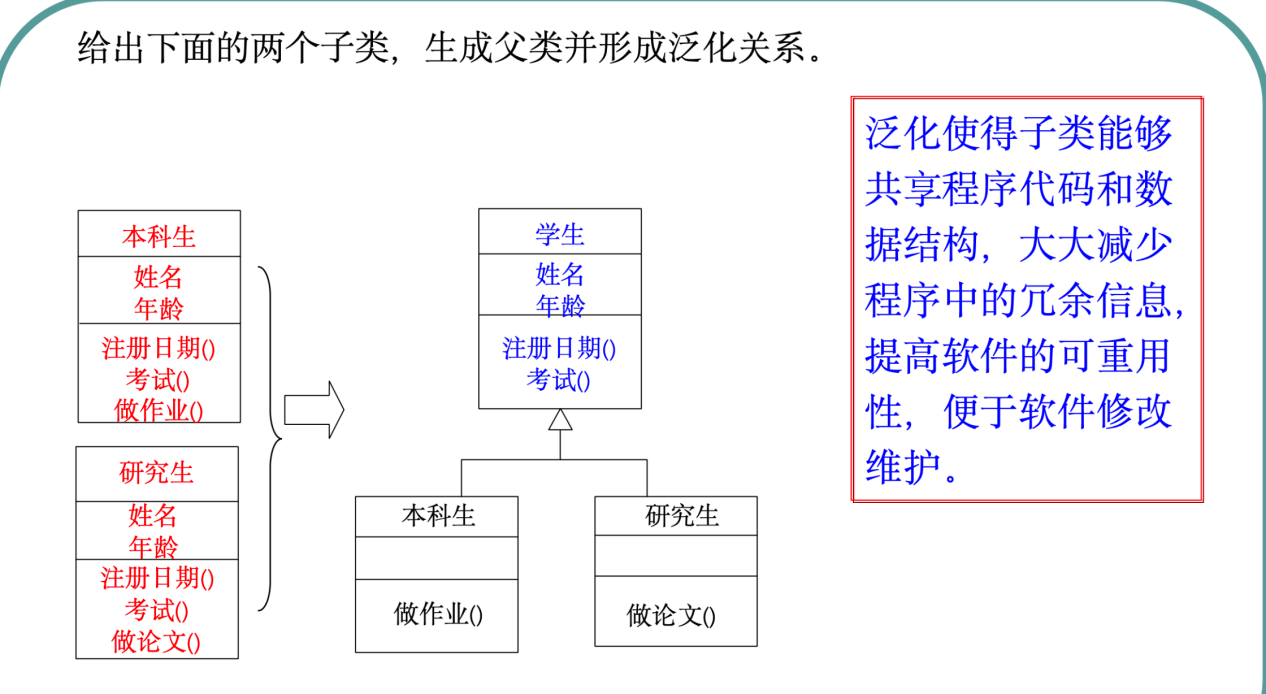 给出下面的两个子类，生成父类并形成泛化关系。
本科生
姓名
年龄
注册日期()
考试()
做作业()
研究生
姓名
年龄
注册日期()
考试()
做论文()
学生
姓名
年龄
注册日期()
考试()
本科生
做作业()
研究生
做论文()
泛化使得子类能够
共享程序代码和数
据结构，大大减少
程序中的冗余信息，
提高软件的可重用
性，便于软件修改
维护。